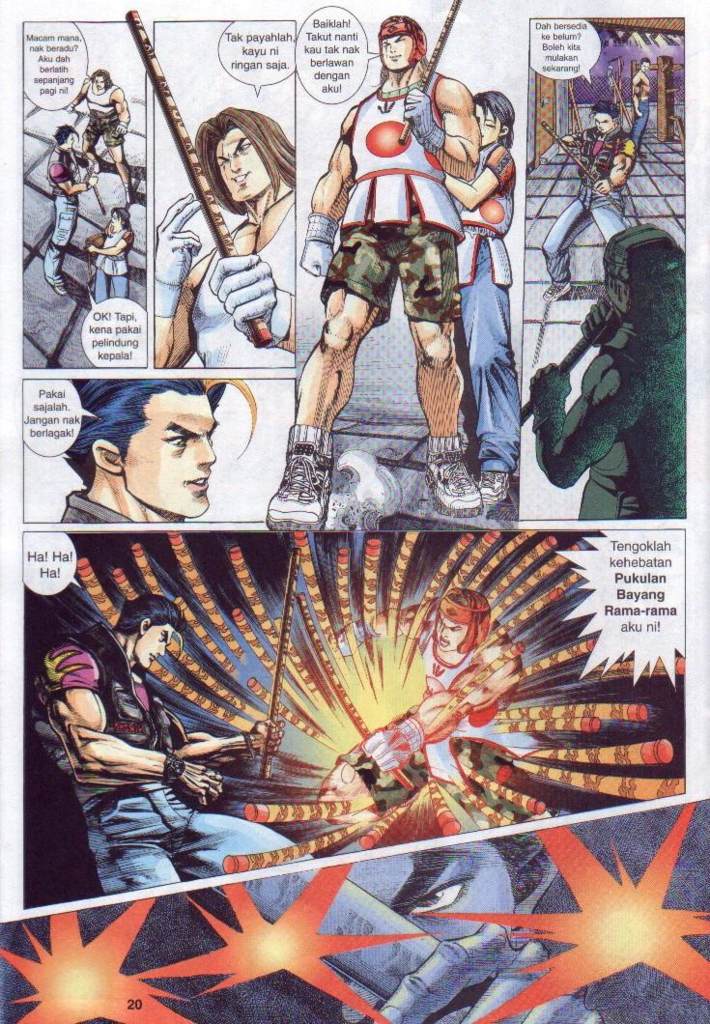 Macam mana,
nak beradu?
Aku dah
berlatih
sepanjang
pagi ni!
OK! Tapi,
kena pakai
pelindung
kepala!
Tak payahlah,
kayu ni
ringan saja.
Baiklah!
Takut nanti
kau tak nak
berlawan
dengan
aku!
Dah bersedia
ke belum?
Boleh kita
mulakan
sekarang!
Pakai
sajalah.
Jangan nak
berlagak!
Ha! Ha!
Ha!
Tengoklah
kehebatan
Pukulan
Bayang
Rama-rama
aku ni!
20